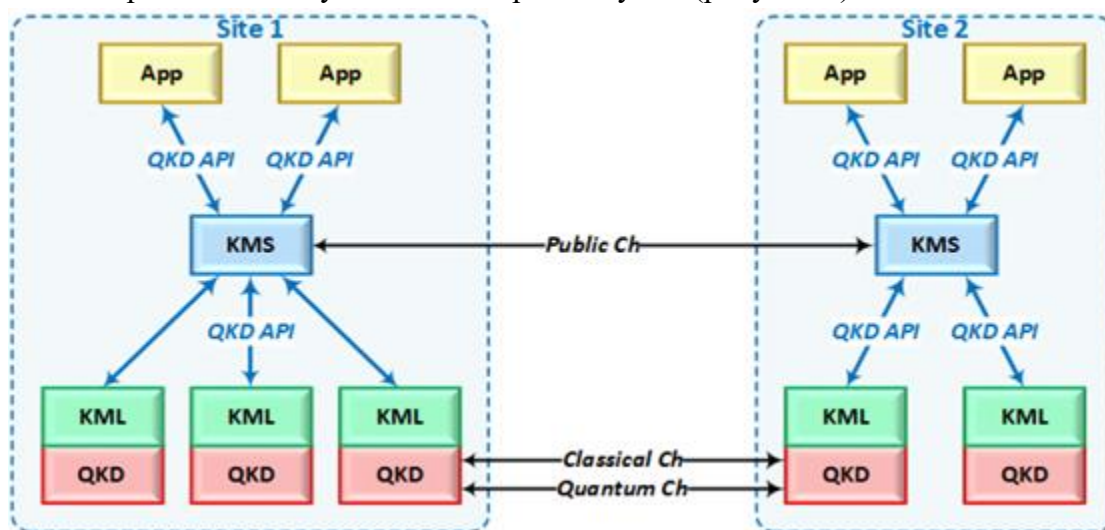 Site 1 Site 2
App App App App
QKD API QKD API QKD API QKD API
KMS Public Ch KMS
QKD API QKD API QKD API
KML KML KML KML KML
Classical Ch
QKD QKD QKD QKD QKD
Quantum Ch